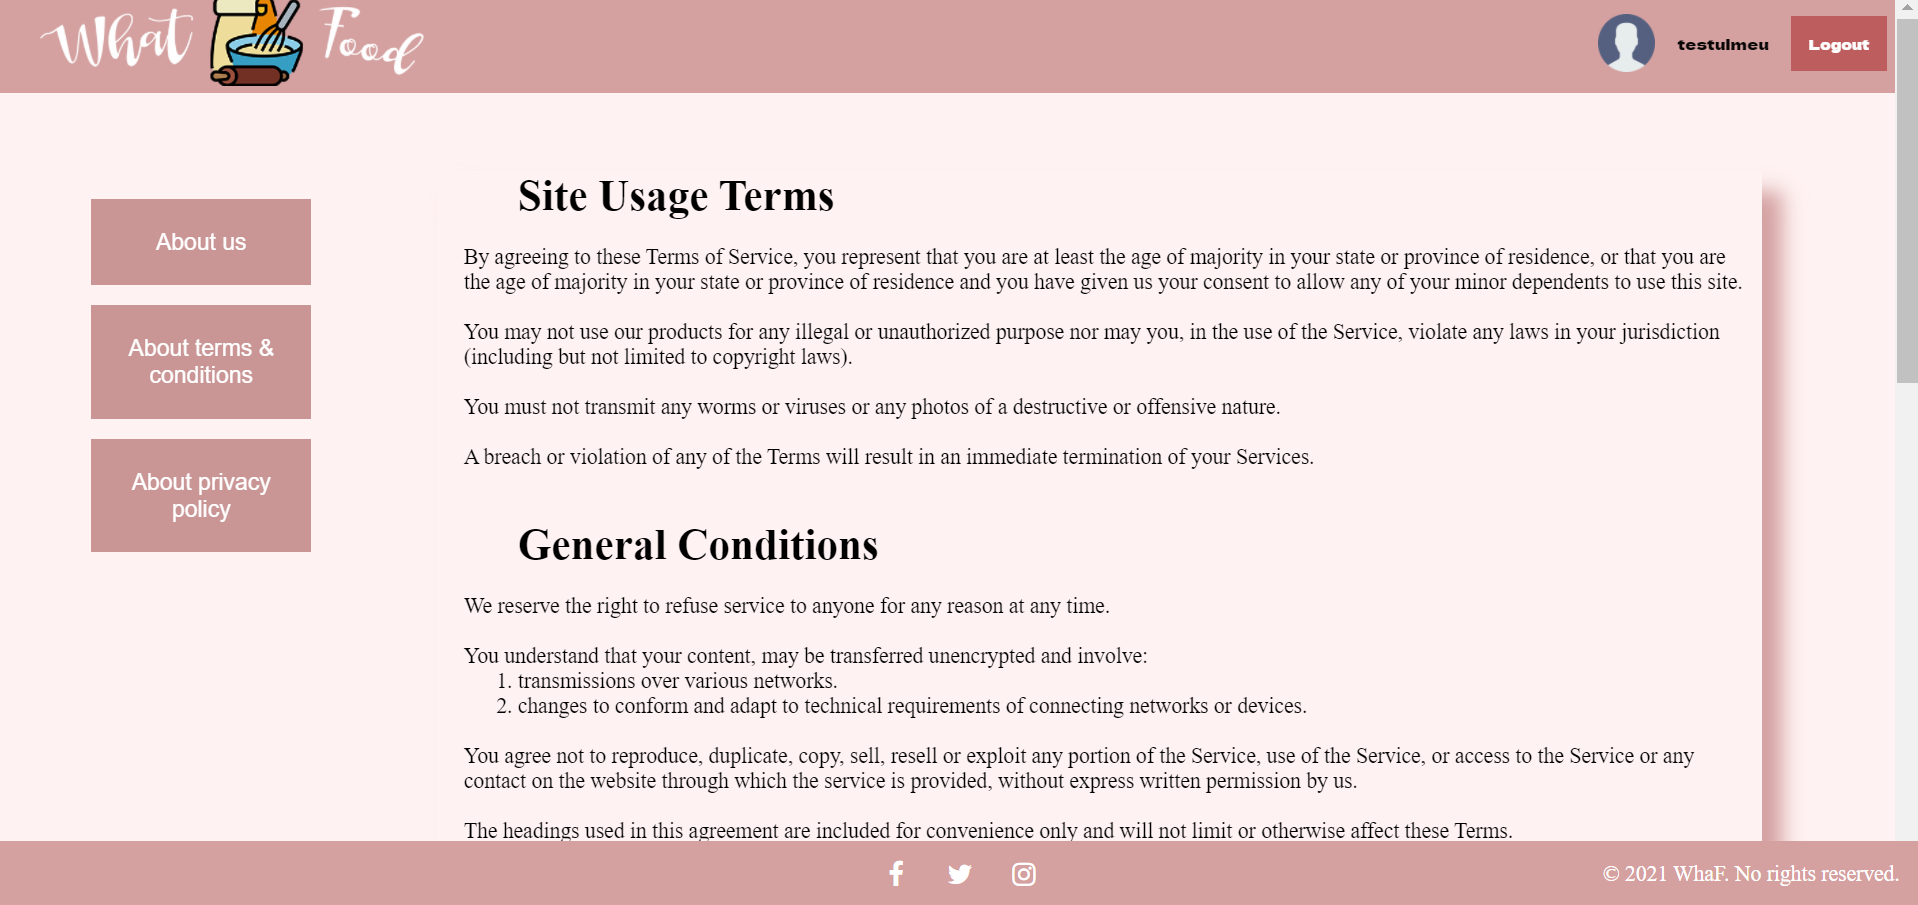 What Food
testulmeu
Logout
About us
About terms &
conditions
About privacy
policy
Site Usage Terms
By agreeing to these Terms of Service, you represent that you are at least the age of majority in your state or province of residence, or that you are
the age of majority in your state or province of residence and you have given us your consent to allow any of your minor dependents to use this site.
You may not use our products for any illegal or unauthorized purpose nor may you, in the use of the Service, violate any laws in your jurisdiction
(including but not limited to copyright laws).
You must not transmit any worms or viruses or any photos of a destructive or offensive nature.
A breach or violation of any of the Terms will result in an immediate termination of your Services.
General Conditions
We reserve the right to refuse service to anyone for any reason at any time.
You understand that your content, may be transferred unencrypted and involve:
1. transmissions over various networks.
2. changes to conform and adapt to technical requirements of connecting networks or devices.
You agree not to reproduce, duplicate, copy, sell, resell or exploit any portion of the Service, use of the Service, or access to the Service or any
contact on the website through which the service is provided, without express written permission by us.
The headings used in this agreement are included for convenience only and will not limit or otherwise affect these Terms.
© 2021 WhaF. No rights reserved.